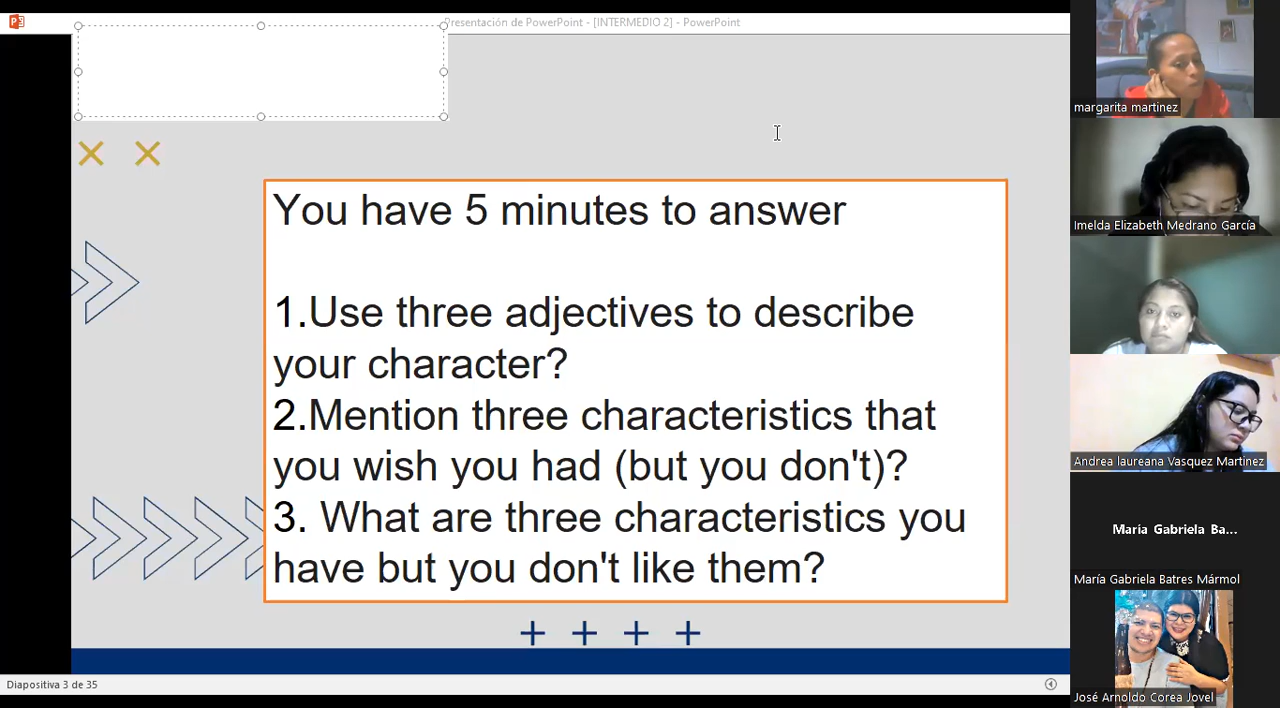 Presentación de PowerPoint - [INTERMEDIO 2] - PowerPoint
You have 5 minutes to answer
1.Use three adjectives to describe
your character?
2.Mention three characteristics that
you wish you had (but you don't)?
3. What are three characteristics you
have but you don't like them?
Diapositiva 3 de 35
margarita martinez
Imelda Elizabeth Medrano García
Andrea laureana Vasquez Martinez
María Gabriela Ba...
María Gabriela Batres Mármol
José Arnoldo Corea Jovel